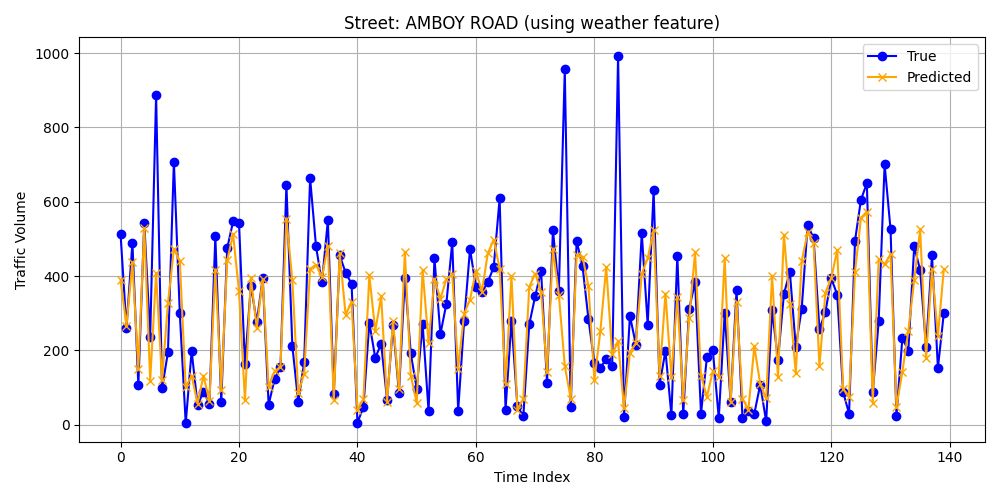 Street: AMBOY ROAD (using weather feature)
True
Predicted
Traffic Volume
1000
800
600
400
200
0
0 20 40 60 80 100 120 140
Time Index